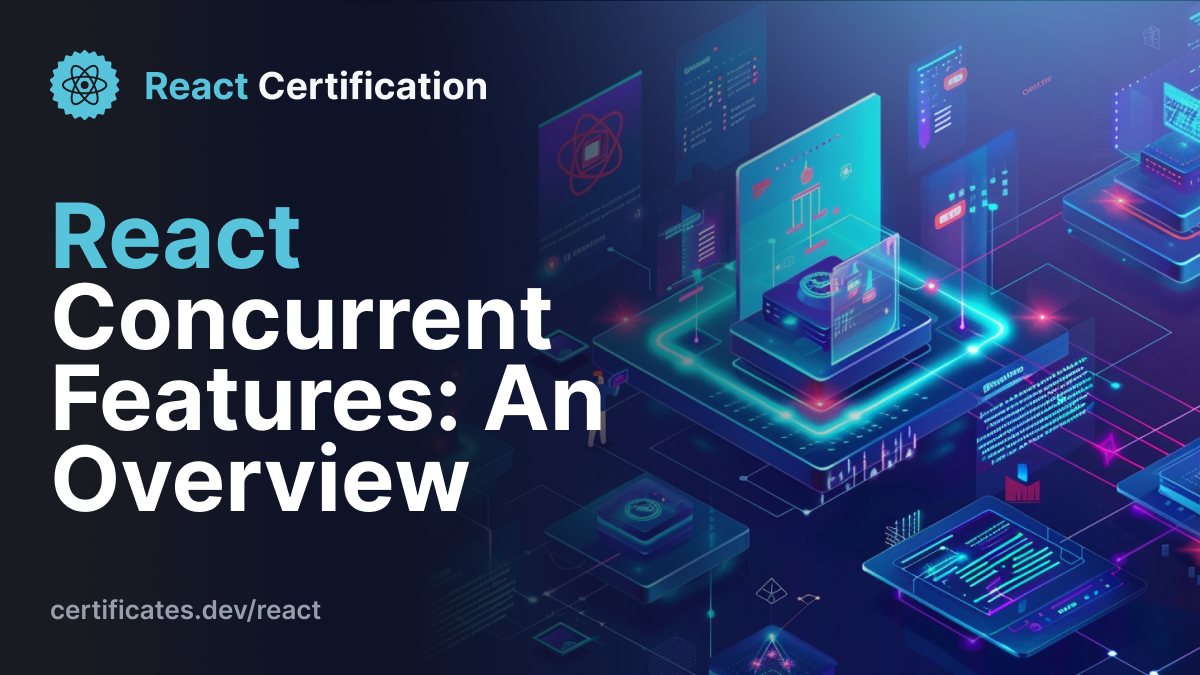 React Certification
React
Concurrent
Features: An
Overview
certificates.dev/react